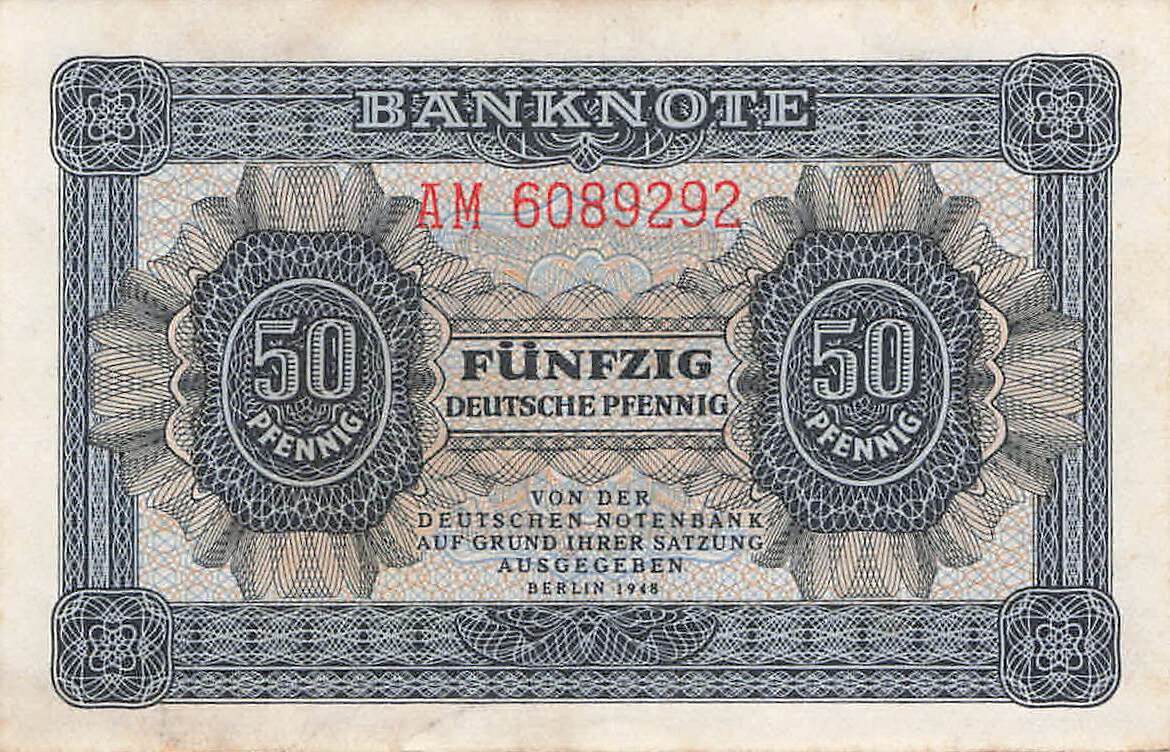 BANKNOTE
AM 6089292
50
PFENNIG
FÜNFZIG
DEUTSCHE PFENNIG
50
PFENNIG
VON DER
DEUTSCHEN NOTENBANK
AUF GRUND IHRER SATZUNG
AUSGEGEBEN
BERLIN 1948